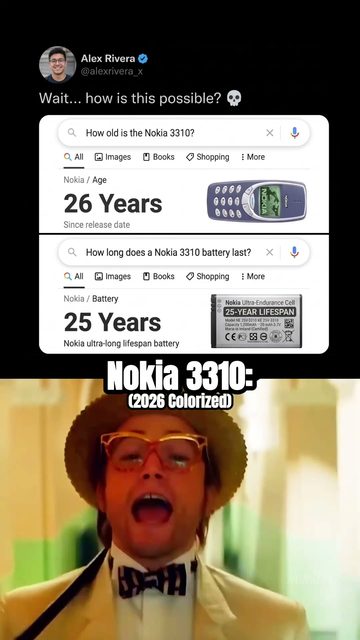 Alex Rivera
@alexrivera_x
Wait... how is this possible? 💀
How old is the Nokia 3310?
All Images Books Shopping More
Nokia / Age
26 Years
Since release date
NOKIA
How long does a Nokia 3310 battery last?
All Images Books Shopping More
Nokia / Battery
25 Years
Nokia ultra-long lifespan battery
Nokia Ultra-Endurance Cell
25-YEAR LIFESPAN
Nokia 3310:
(2026 Colorized)